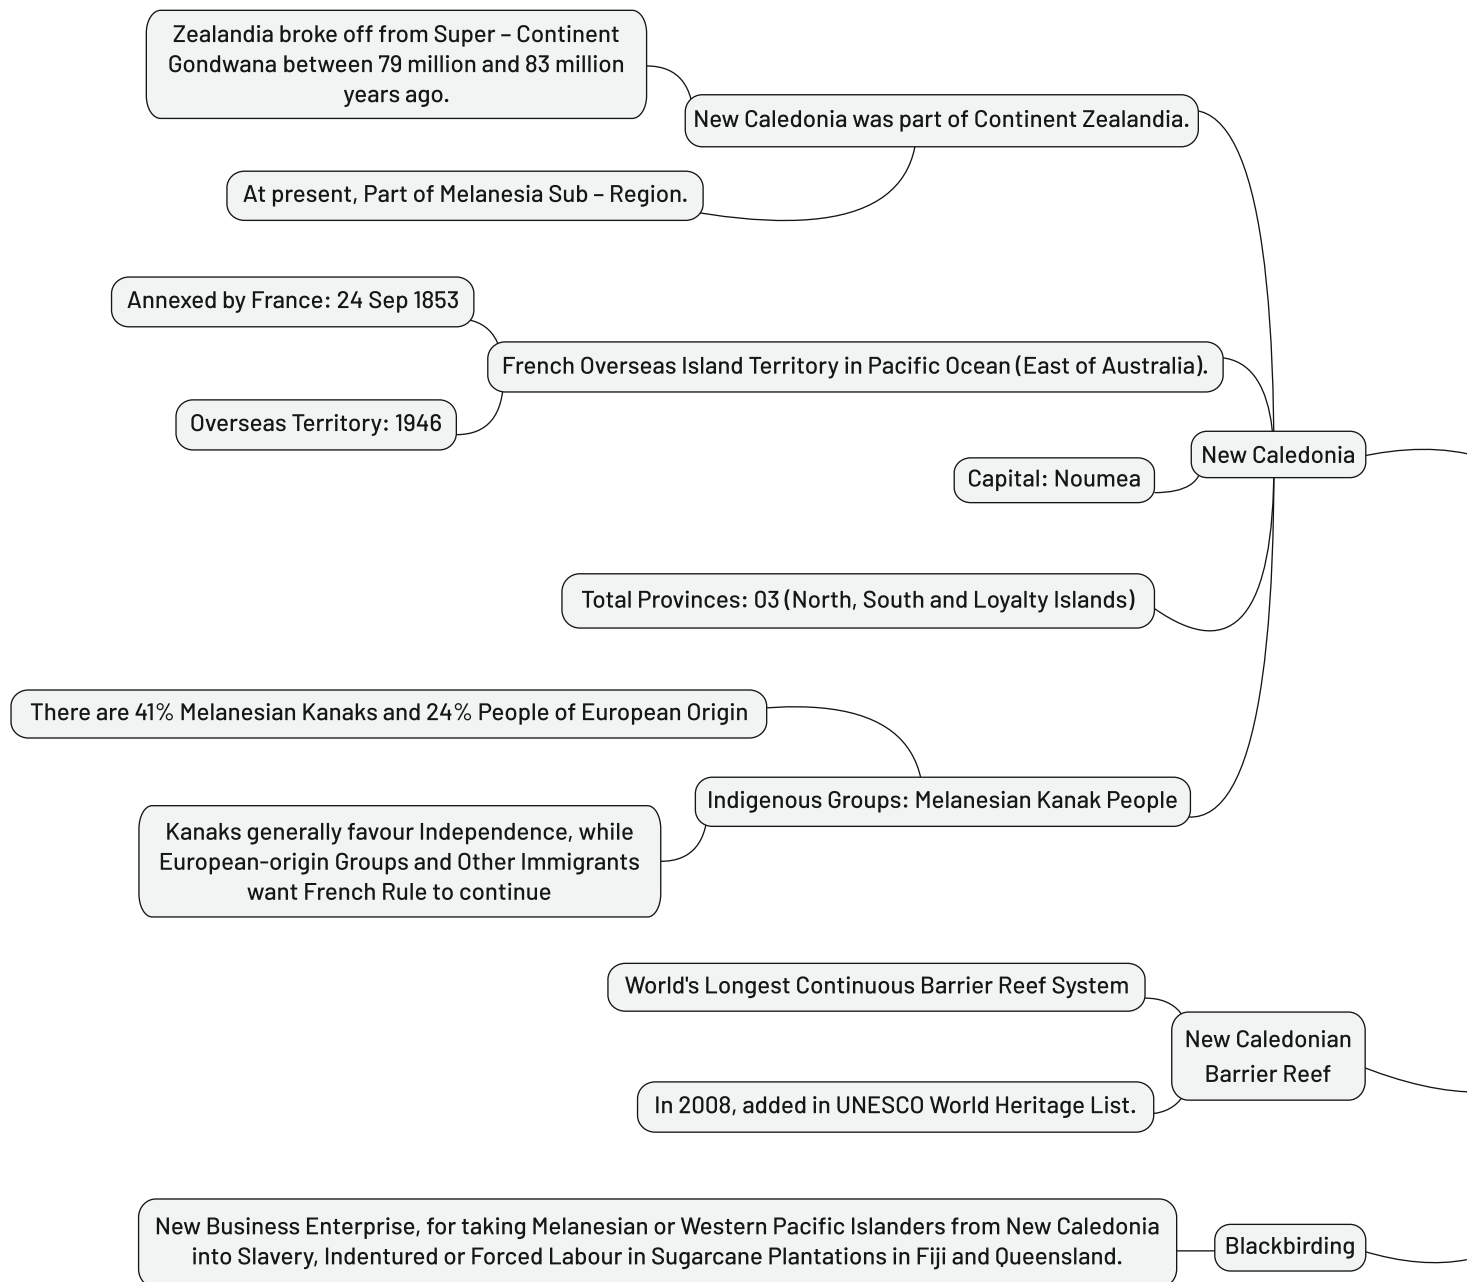 Zealandia broke off from Super – Continent
Gondwana between 79 million and 83 million
years ago.
New Caledonia was part of Continent Zealandia.
At present, Part of Melanesia Sub – Region.
Annexed by France: 24 Sep 1853
French Overseas Island Territory in Pacific Ocean (East of Australia).
Overseas Territory: 1946
New Caledonia
Capital: Noumea
Total Provinces: 03 (North, South and Loyalty Islands)
There are 41% Melanesian Kanaks and 24% People of European Origin
Indigenous Groups: Melanesian Kanak People
Kanaks generally favour Independence, while
European-origin Groups and Other Immigrants
want French Rule to continue
World's Longest Continuous Barrier Reef System
New Caledonian
Barrier Reef
In 2008, added in UNESCO World Heritage List.
New Business Enterprise, for taking Melanesian or Western Pacific Islanders from New Caledonia
into Slavery, Indentured or Forced Labour in Sugarcane Plantations in Fiji and Queensland.
Blackbirding